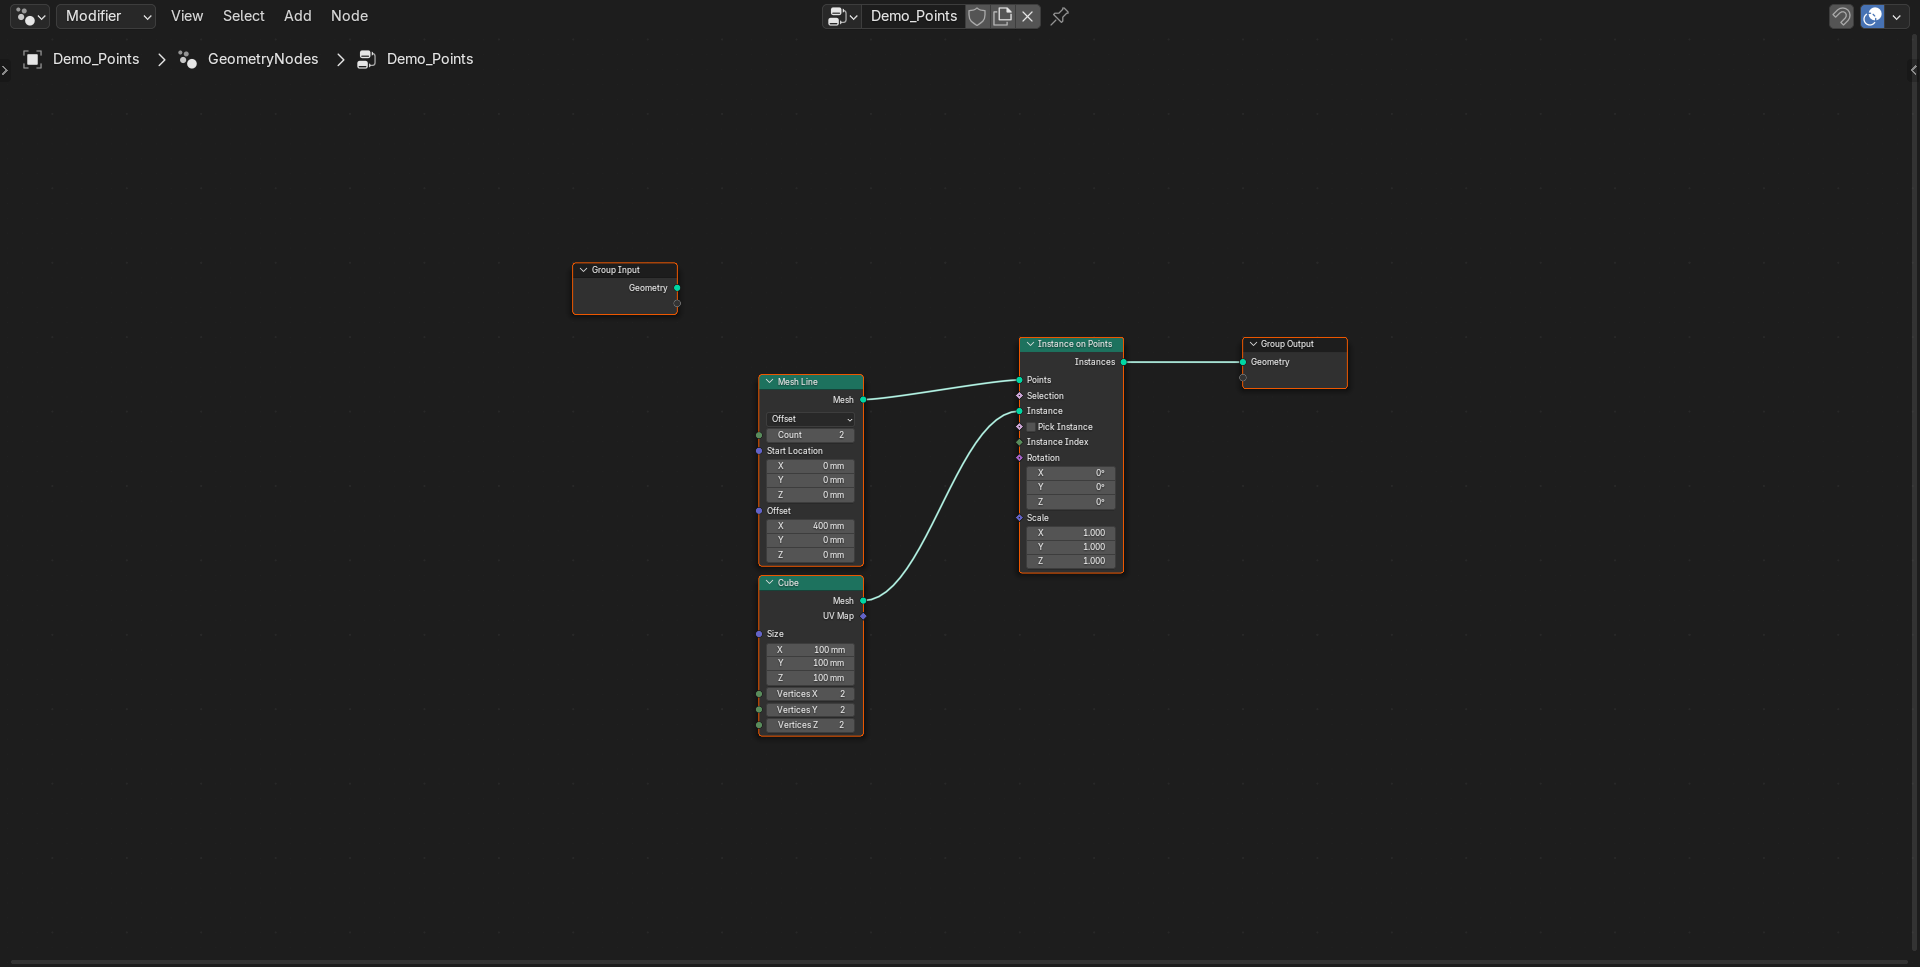 Modifier View Select Add Node Demo_Points
Demo_Points GeometryNodes Demo_Points
Group Input
Geometry
Mesh Line
Mesh
Offset
Count 2
Start Location
X 0 mm
Y 0 mm
Z 0 mm
Offset
X 400 mm
Y 0 mm
Z 0 mm
Cube
Mesh
UV Map
Size
X 100 mm
Y 100 mm
Z 100 mm
Vertices X 2
Vertices Y 2
Vertices Z 2
Instance on Points
Instances
Points
Selection
Instance
Pick Instance
Instance Index
Rotation
X 0°
Y 0°
Z 0°
Scale
X 1.000
Y 1.000
Z 1.000
Group Output
Geometry